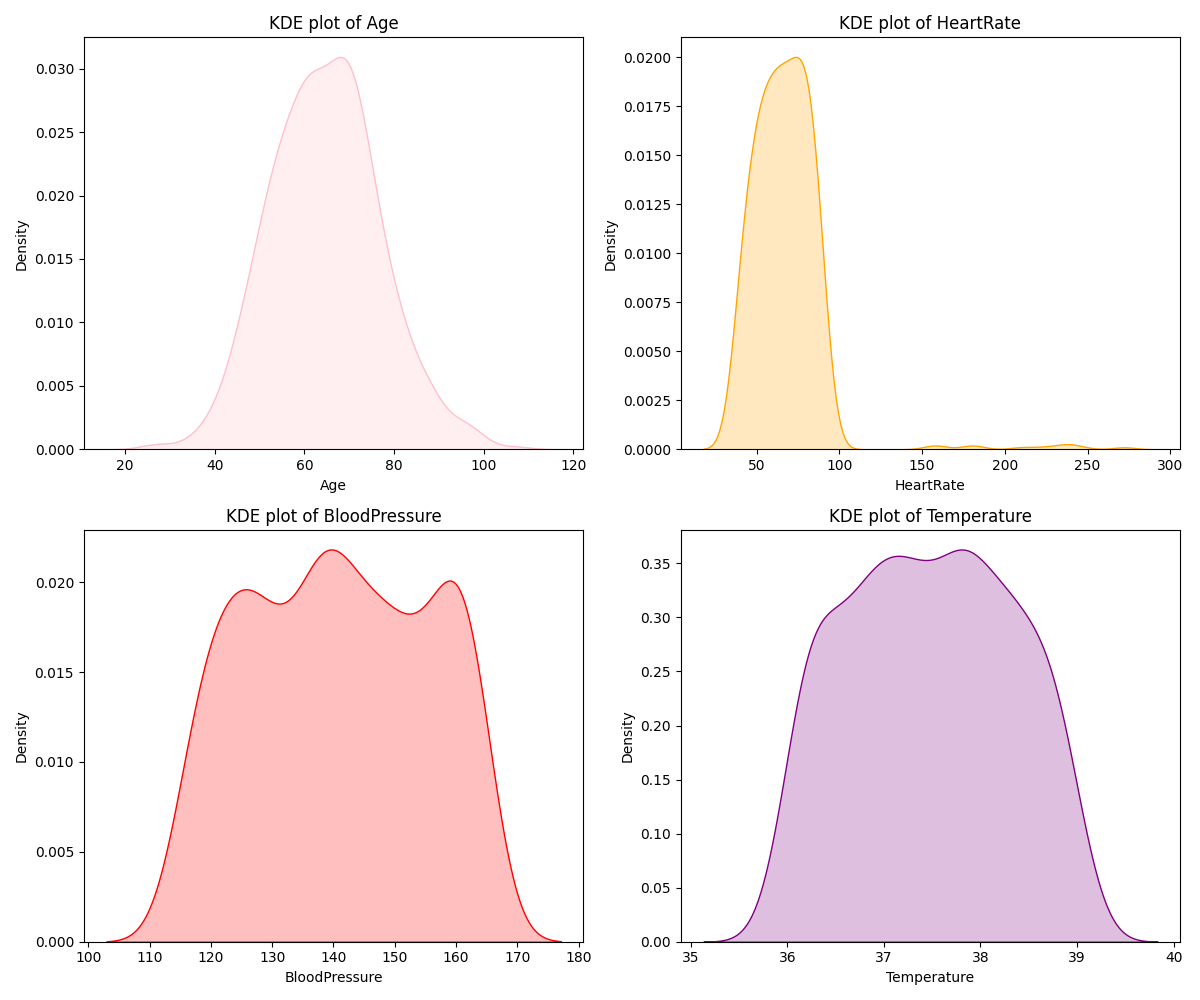 KDE plot of Age
0.030
0.025
0.020
0.015
0.010
0.005
0.000
Density
20 40 60 80 100 120
Age
KDE plot of HeartRate
0.0200
0.0175
0.0150
0.0125
0.0100
0.0075
0.0050
0.0025
0.0000
Density
50 100 150 200 250 300
HeartRate
KDE plot of BloodPressure
0.020
0.015
0.010
0.005
0.000
Density
100 110 120 130 140 150 160 170 180
BloodPressure
KDE plot of Temperature
0.35
0.30
0.25
0.20
0.15
0.10
0.05
0.00
Density
35 36 37 38 39 40
Temperature